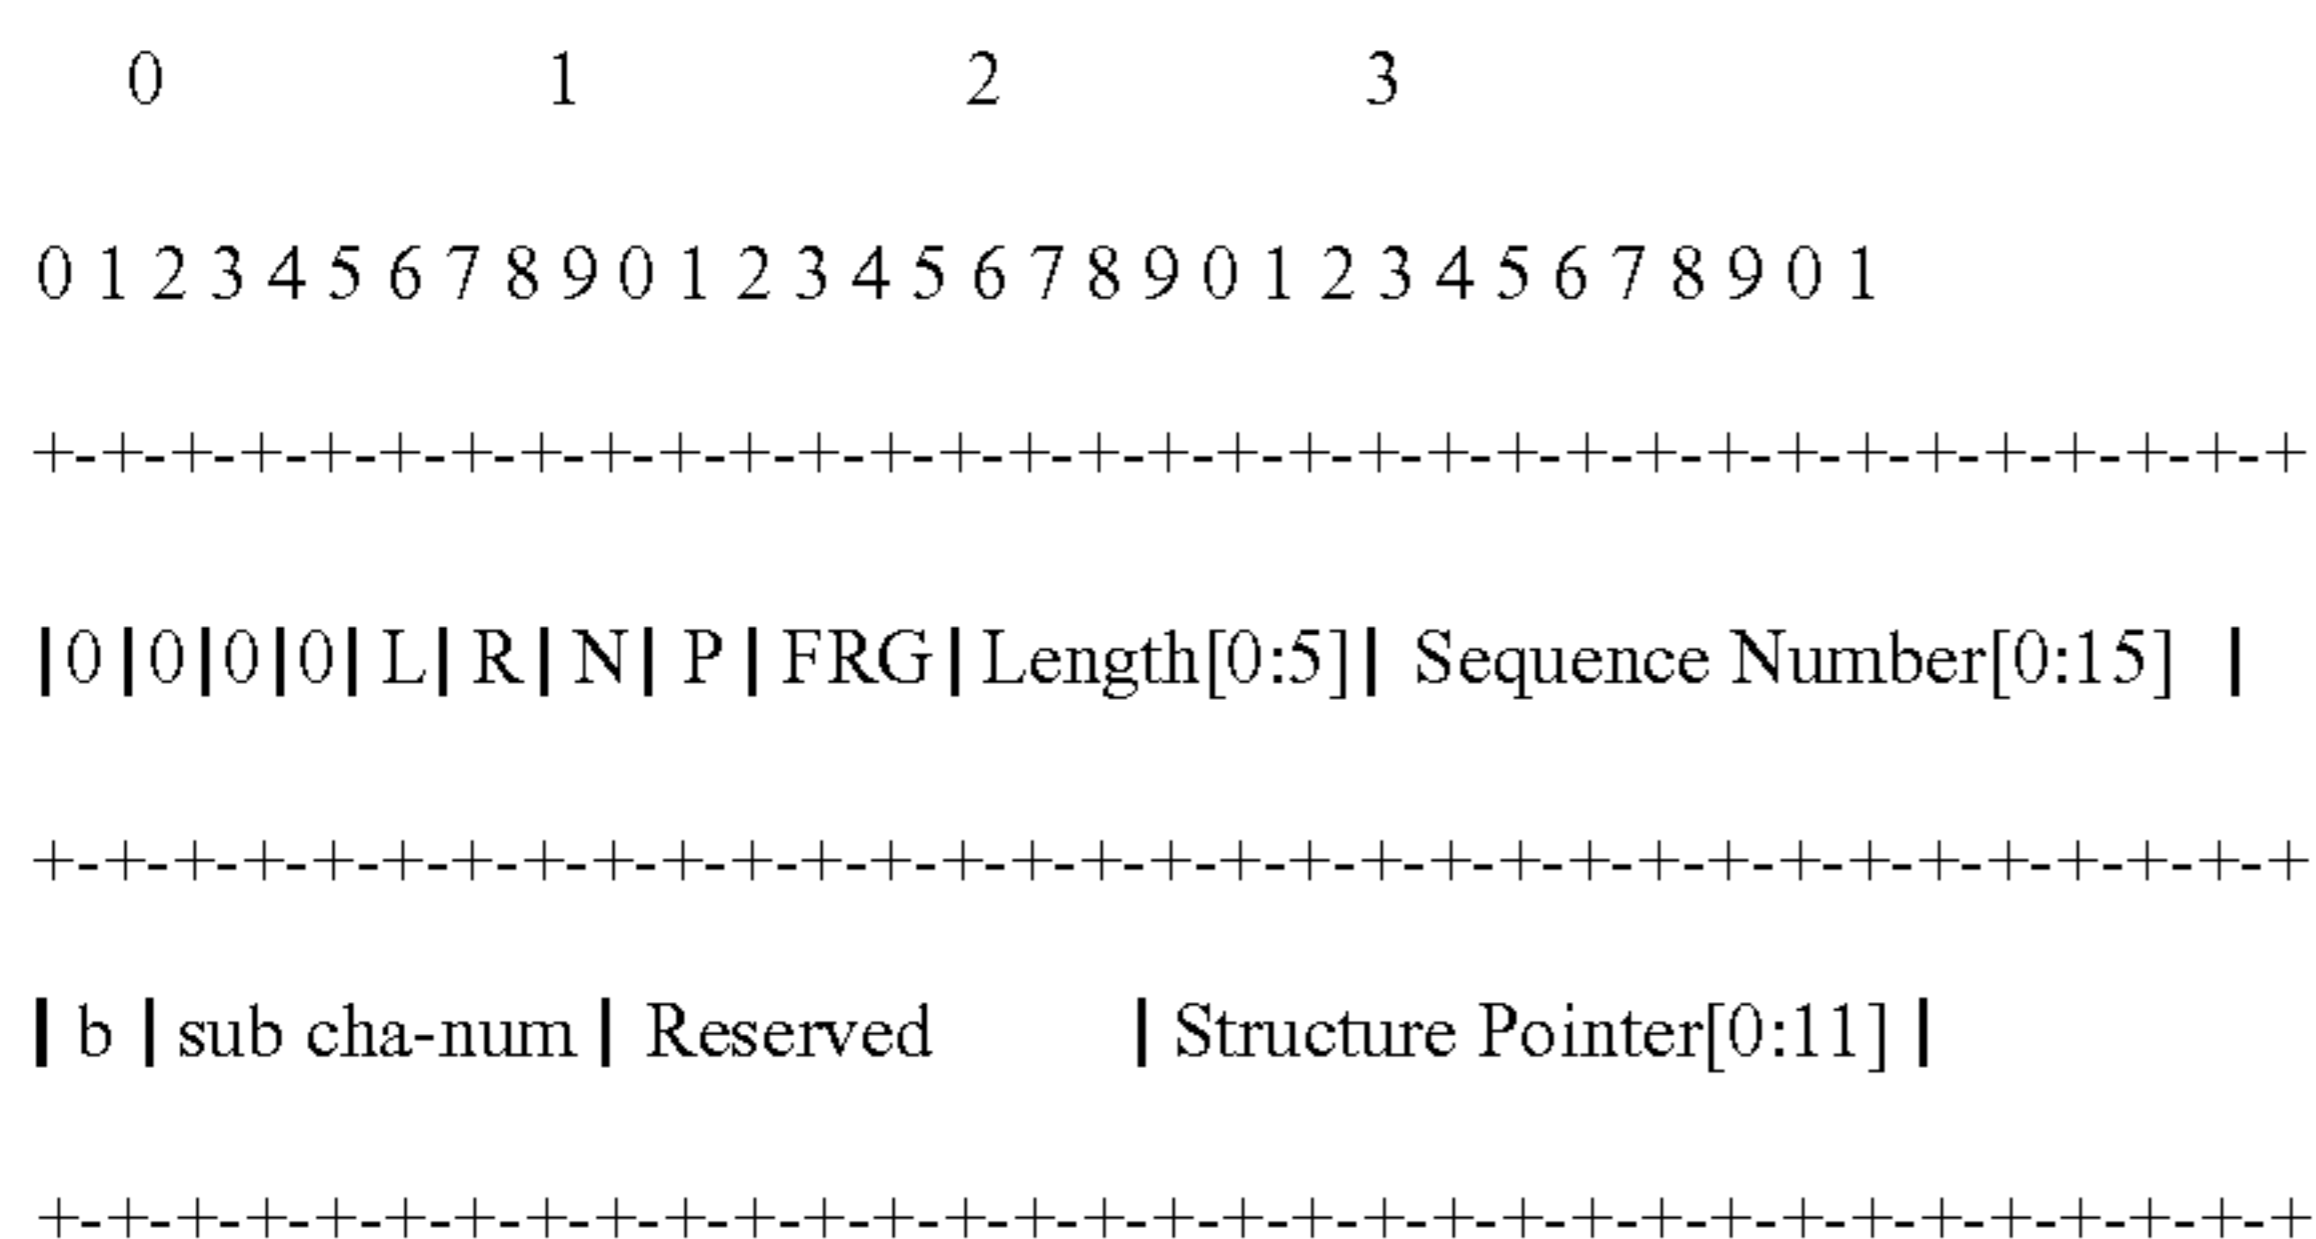 0 1 2 3
0 1 2 3 4 5 6 7 8 9 0 1 2 3 4 5 6 7 8 9 0 1 2 3 4 5 6 7 8 9 0 1
+-+-+-+-+-+-+-+-+-+-+-+-+-+-+-+-+-+-+-+-+-+-+-+-+-+-+-+-+-+-+-+-+-+
|0|0|0|0| L| R| N| P | FRG| Length[0:5]| Sequence Number[0:15] |
+-+-+-+-+-+-+-+-+-+-+-+-+-+-+-+-+-+-+-+-+-+-+-+-+-+-+-+-+-+-+-+-+-+
| b | sub cha-num | Reserved | Structure Pointer[0:11] |
+-+-+-+-+-+-+-+-+-+-+-+-+-+-+-+-+-+-+-+-+-+-+-+-+-+-+-+-+-+-+-+-+-+